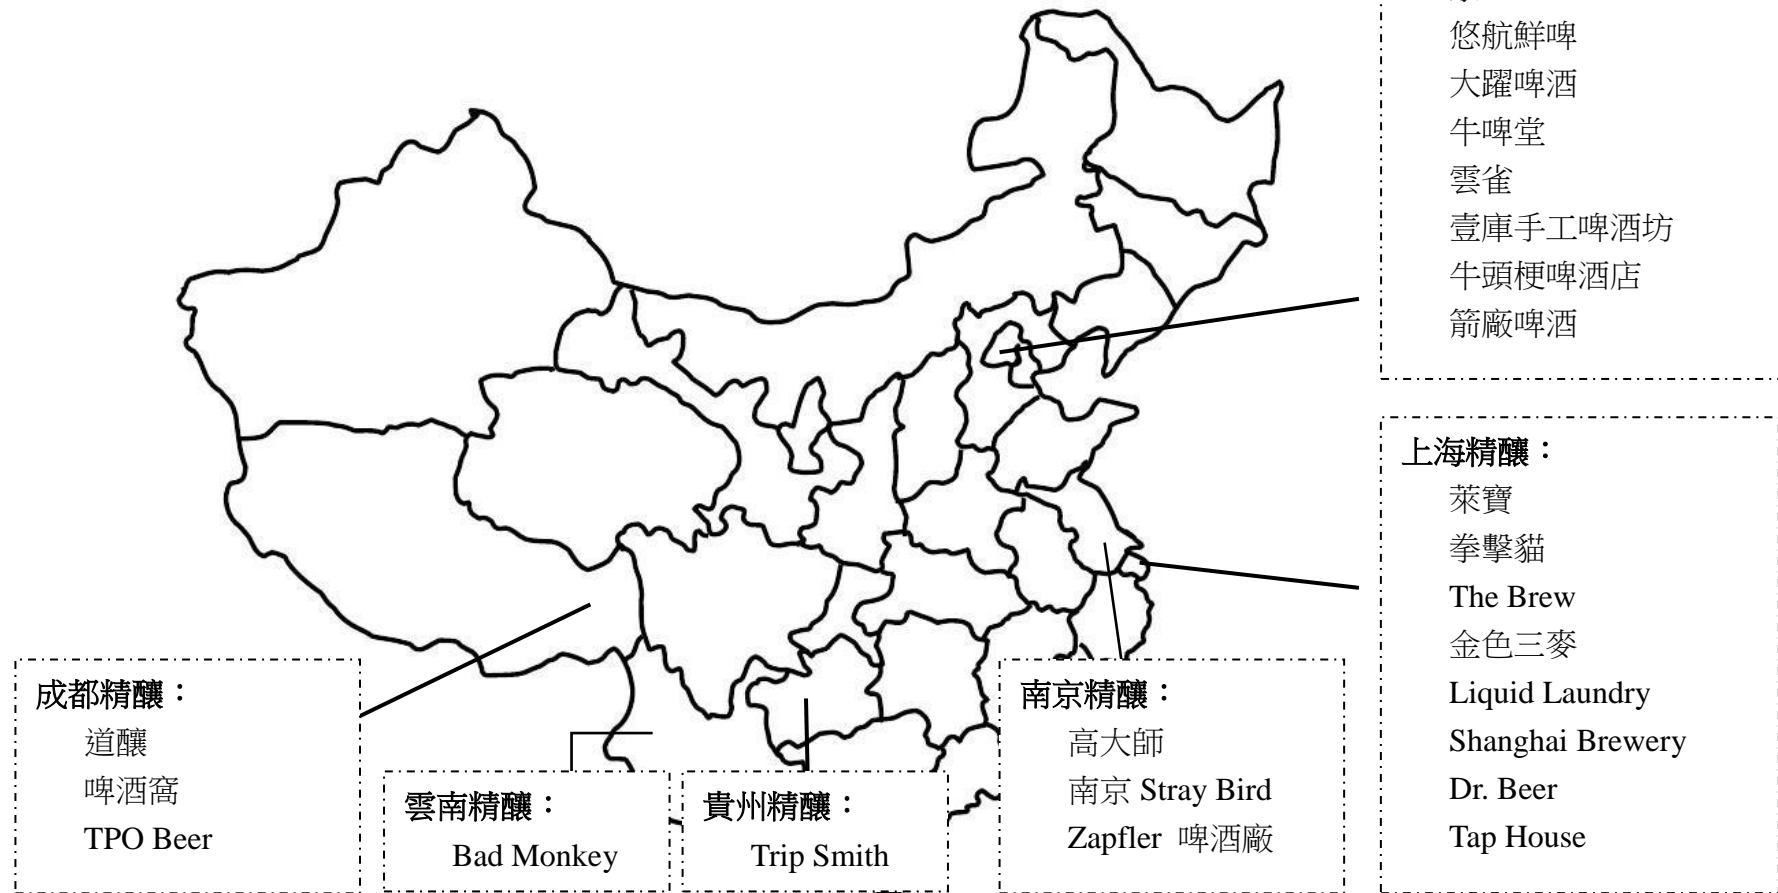 悠航鮮啤
大躍啤酒
牛啤堂
雲雀
壹庫手工啤酒坊
牛頭梗啤酒店
箭廠啤酒
上海精釀：
萊寶
拳擊貓
The Brew
金色三麥
Liquid Laundry
Shanghai Brewery
Dr. Beer
Tap House
成都精釀：
道釀
啤酒窩
TPO Beer
雲南精釀：
Bad Monkey
貴州精釀：
Trip Smith
南京精釀：
高大師
南京 Stray Bird
Zapfler 啤酒廠